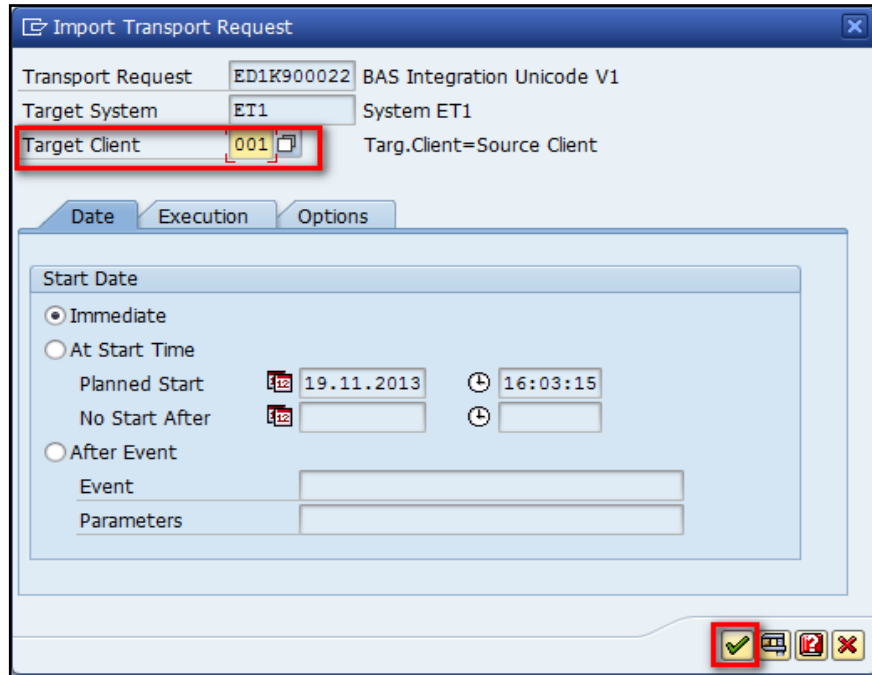 Import Transport Request
Transport Request ED1K900022 BAS Integration Unicode V1
Target System ET1 System ET1
Target Client 001 Targ.Client=Source Client
Date Execution Options
Start Date
Immediate
At Start Time
Planned Start 19.11.2013 16:03:15
No Start After
After Event
Event
Parameters